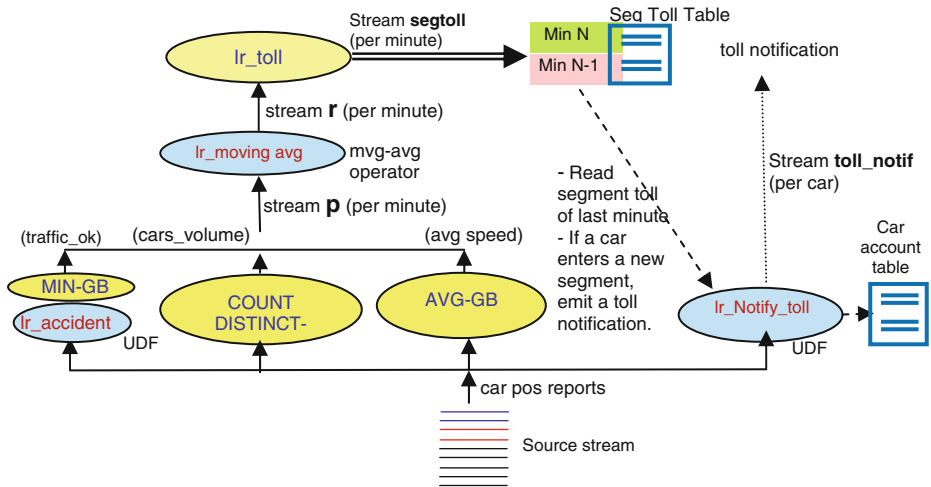 Stream segtoll
(per minute)
Seg Toll Table
Min N
Min N-1
toll notification
lr_toll
stream r (per minute)
lr_moving avg
mvg-avg
operator
stream p (per minute)
- Read
segment toll
of last minute
- If a car
enters a new
segment,
emit a toll
notification.
Stream toll_notif
(per car)
Car
account
table
(traffic_ok)
(cars_volume)
(avg speed)
MIN-GB
COUNT
DISTINCT-
AVG-GB
lr_accident
UDF
lr_Notify_toll
UDF
car pos reports
Source stream